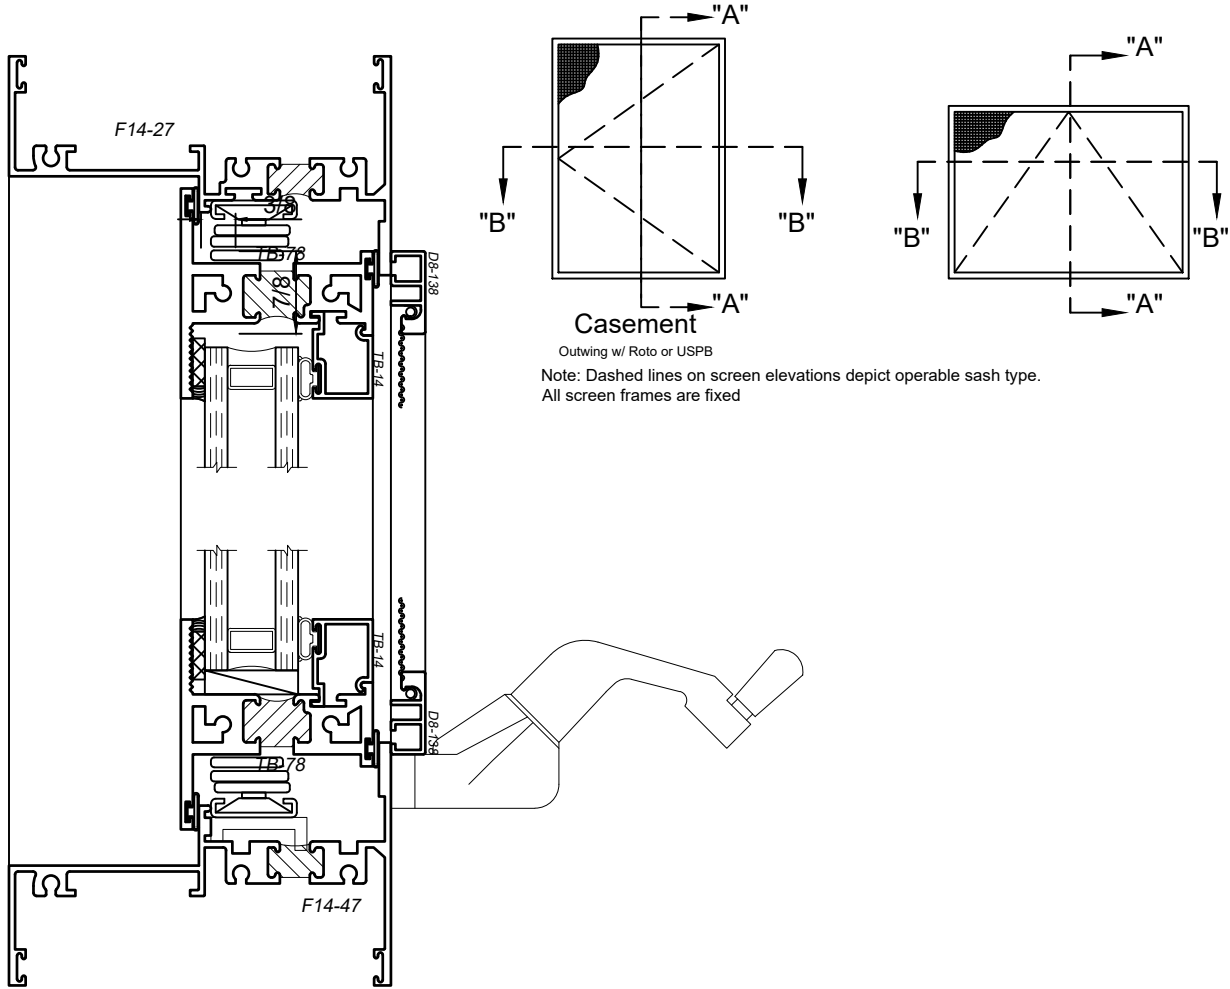 "A"
"A"
F14-27
3/8
"B"
"B"
"B"
"B"
TB-78
D8-138
7/8
"A"
"A"
Casement
Outwing w/ Roto or USPB
TB-14
Note: Dashed lines on screen elevations depict operable sash type.
All screen frames are fixed
TB-14
D8-138
TB-78
F14-47